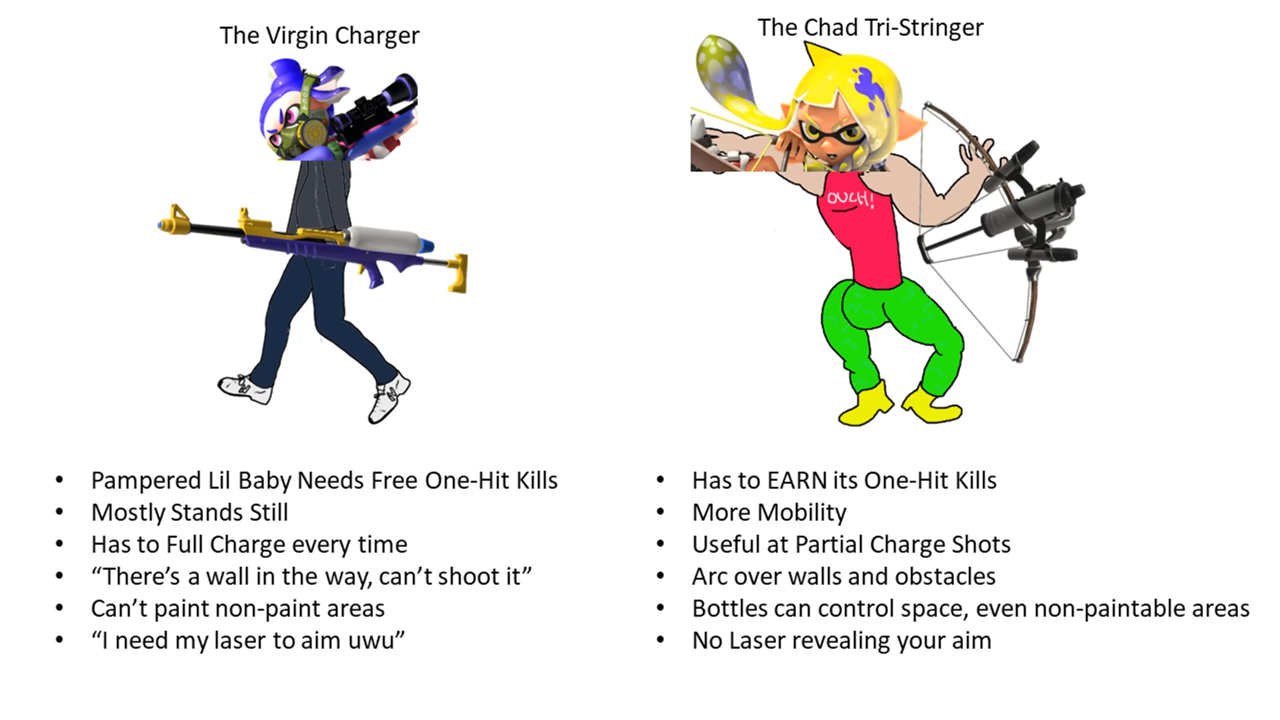 The Virgin Charger
The Chad Tri-Stringer
OUCH!
• Pampered Lil Baby Needs Free One-Hit Kills
• Mostly Stands Still
• Has to Full Charge every time
• “There’s a wall in the way, can’t shoot it”
• Can’t paint non-paint areas
• “I need my laser to aim uwu”
• Has to EARN its One-Hit Kills
• More Mobility
• Useful at Partial Charge Shots
• Arc over walls and obstacles
• Bottles can control space, even non-paintable areas
• No Laser revealing your aim